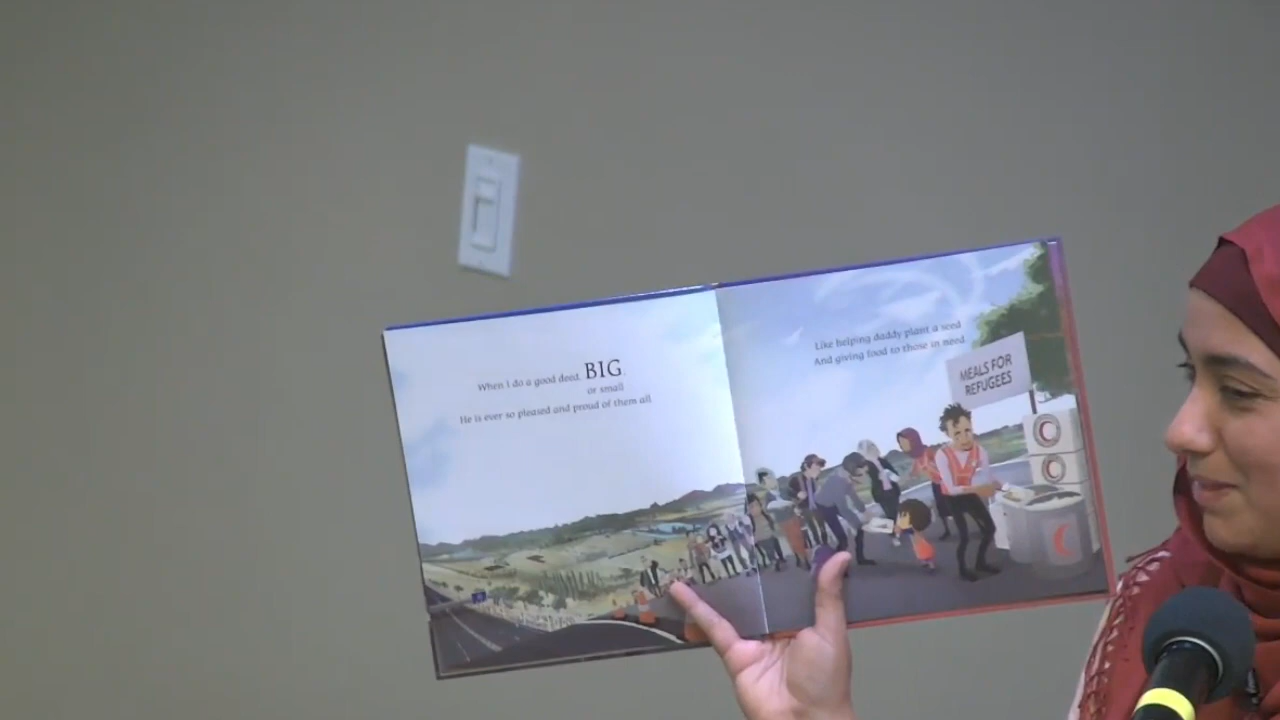 When I do a good deed, BIG
or small
He is ever so pleased and proud of them all
Like helping daddy plant a seed
And giving food to those in need
MEALS FOR
REFUGEES